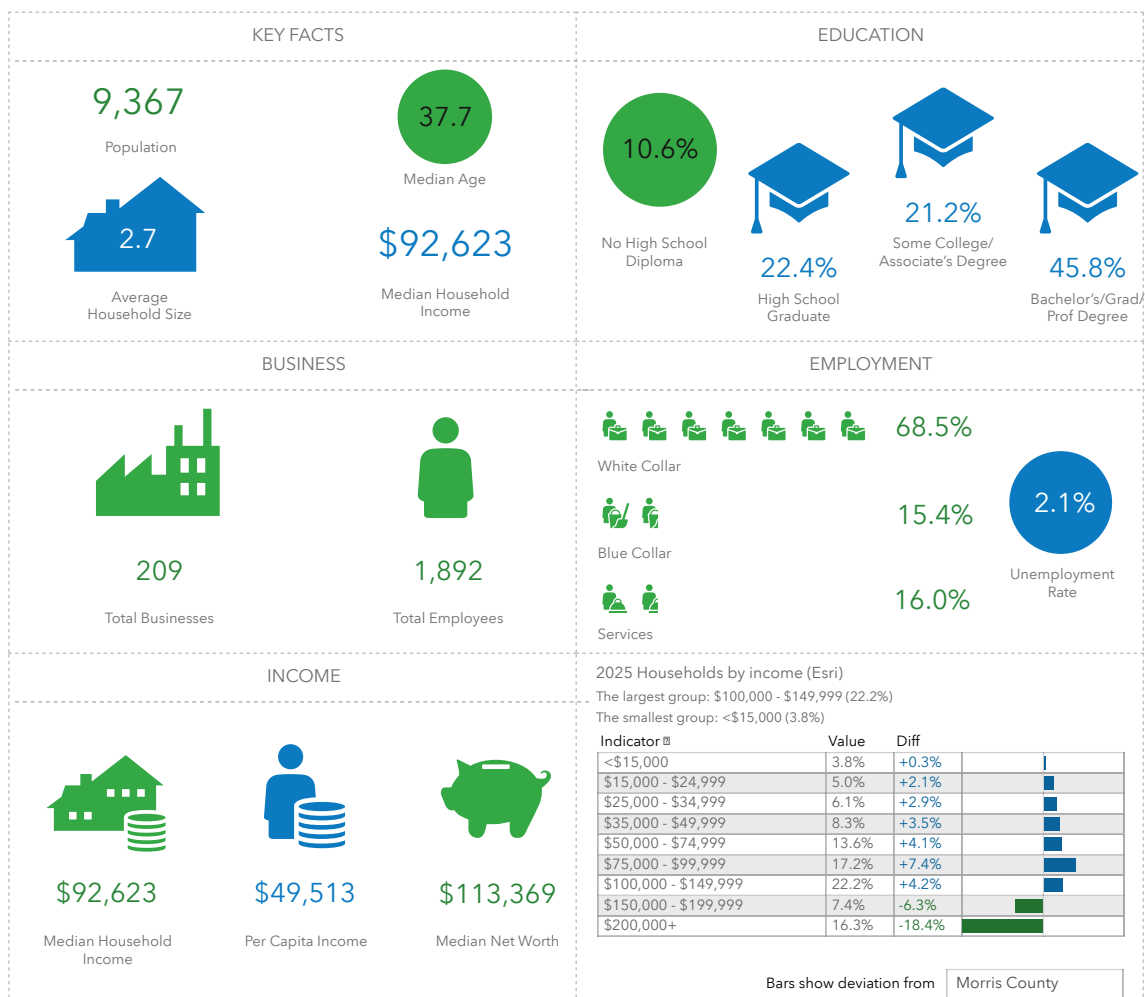 KEY FACTS
9,367
Population
37.7
Median Age
2.7
Average
Household Size
$92,623
Median Household
Income
EDUCATION
10.6%
No High School
Diploma
22.4%
High School
Graduate
21.2%
Some College/
Associate's Degree
45.8%
Bachelor's/Grad/
Prof Degree
BUSINESS
209
Total Businesses
1,892
Total Employees
EMPLOYMENT
68.5%
White Collar
15.4%
Blue Collar
16.0%
Services
2.1%
Unemployment
Rate
INCOME
$92,623
Median Household
Income
$49,513
Per Capita Income
$113,369
Median Net Worth
2025 Households by income (Esri)
The largest group: $100,000 - $149,999 (22.2%)
The smallest group: <$15,000 (3.8%)
Indicator Value Diff
<$15,000 3.8% +0.3%
$15,000 - $24,999 5.0% +2.1%
$25,000 - $34,999 6.1% +2.9%
$35,000 - $49,999 8.3% +3.5%
$50,000 - $74,999 13.6% +4.1%
$75,000 - $99,999 17.2% +7.4%
$100,000 - $149,999 22.2% +4.2%
$150,000 - $199,999 7.4% -6.3%
$200,000+ 16.3% -18.4%
Bars show deviation from Morris County